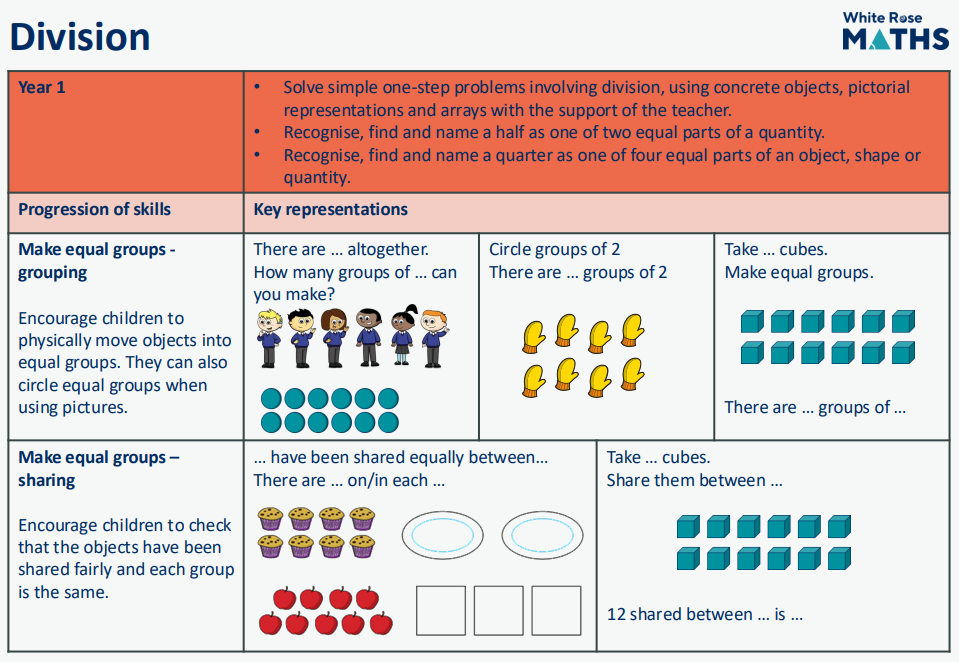 Division
White Rose
MATHS
Year 1
• Solve simple one-step problems involving division, using concrete objects, pictorial
representations and arrays with the support of the teacher.
• Recognise, find and name a half as one of two equal parts of a quantity.
• Recognise, find and name a quarter as one of four equal parts of an object, shape or
quantity.
Progression of skills
Key representations
Make equal groups -
grouping
Encourage children to
physically move objects into
equal groups. They can also
circle equal groups when
using pictures.
There are ... altogether.
How many groups of ... can
you make?
Circle groups of 2
There are ... groups of 2
Take ... cubes.
Make equal groups.
There are ... groups of ...
Make equal groups –
sharing
Encourage children to check
that the objects have been
shared fairly and each group
is the same.
... have been shared equally between...
There are ... on/in each ...
Take ... cubes.
Share them between ...
12 shared between ... is ...